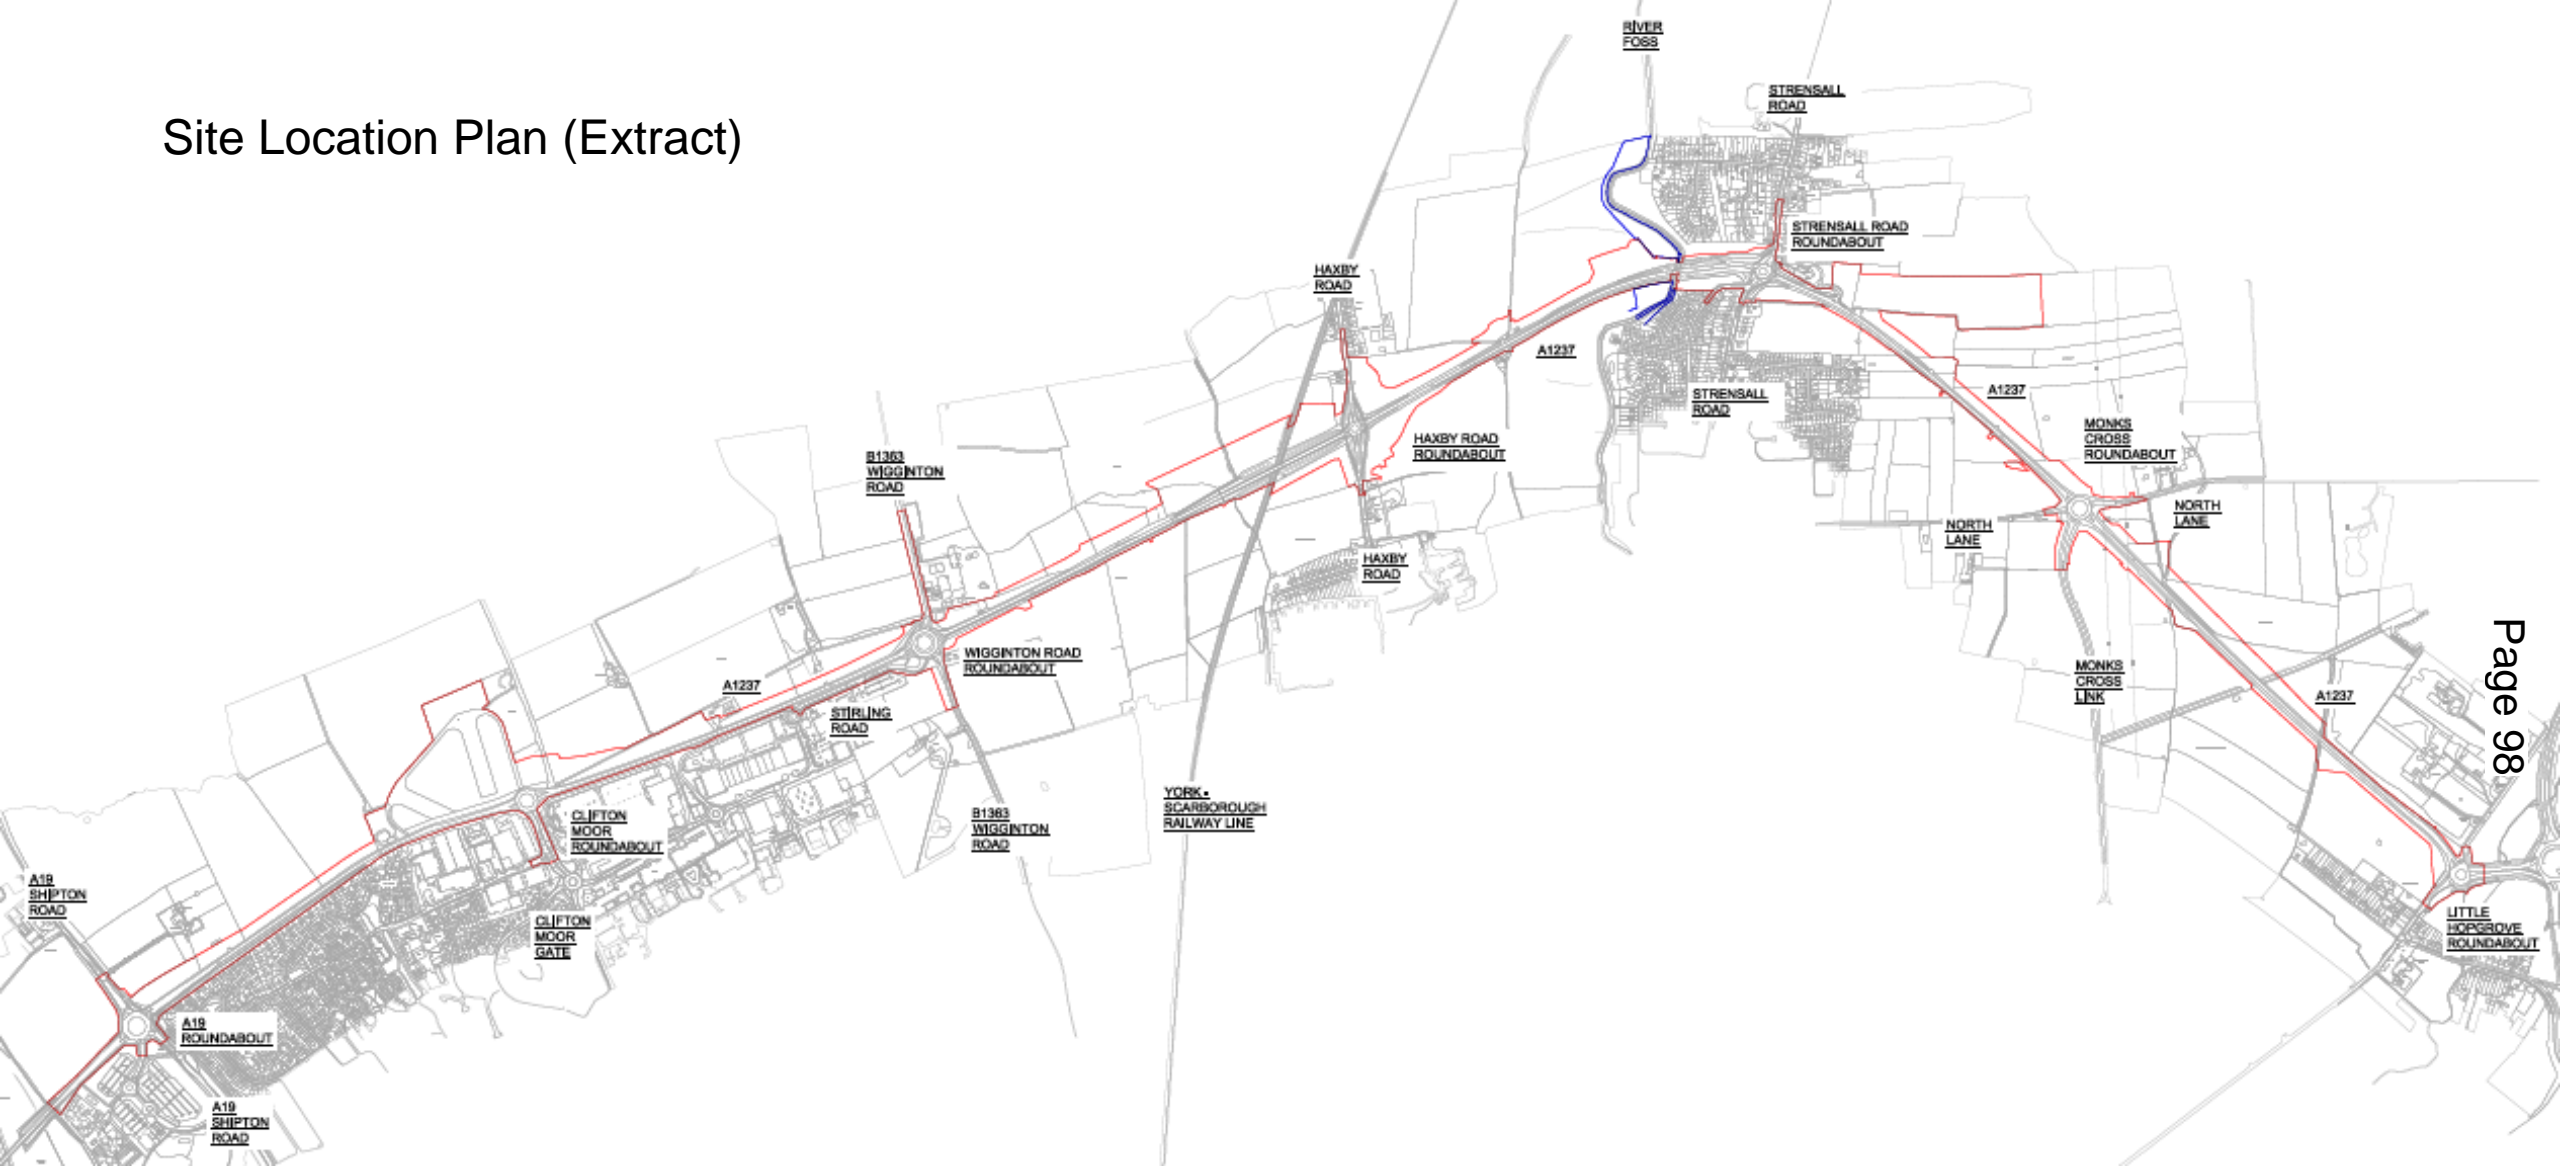 Site Location Plan (Extract)
RIVER
FOSS
STRENSALL
ROAD
STRENSALL ROAD
ROUNDABOUT
HAXBY
ROAD
A1237
STRENSALL
ROAD
A1237
MONKS
CROSS
ROUNDABOUT
HAXBY ROAD
ROUNDABOUT
B1363
WIGGINTON
ROAD
NORTH
LANE
NORTH
LANE
HAXBY
ROAD
WIGGINTON ROAD
ROUNDABOUT
A1237
MONKS
CROSS
LINK
A1237
Page 98
STIRLING
ROAD
YORK -
SCARBOROUGH
RAILWAY LINE
B1363
WIGGINTON
ROAD
CLIFTON
MOOR
ROUNDABOUT
A19
SHIPTON
ROAD
CLIFTON
MOOR
GATE
LITTLE
HOPGROVE
ROUNDABOUT
A19
ROUNDABOUT
A19
SHIPTON
ROAD